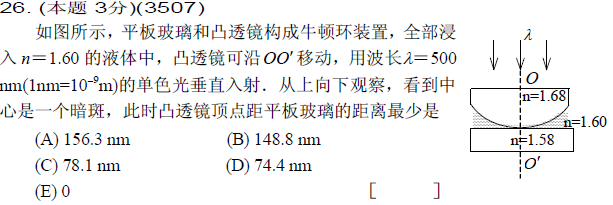 26. (本题 3分)(3507)
如图所示，平板玻璃和凸透镜构成牛顿环装置，全部浸
入 n＝1.60 的液体中，凸透镜可沿 OO′ 移动，用波长λ＝500
nm(1nm=10⁻⁹m)的单色光垂直入射．从上向下观察，看到中
心是一个暗斑，此时凸透镜顶点距平板玻璃的距离最少是
(A) 156.3 nm (B) 148.8 nm
(C) 78.1 nm (D) 74.4 nm
(E) 0 [ ]
λ
O
n=1.68
n=1.60
n=1.58
O′